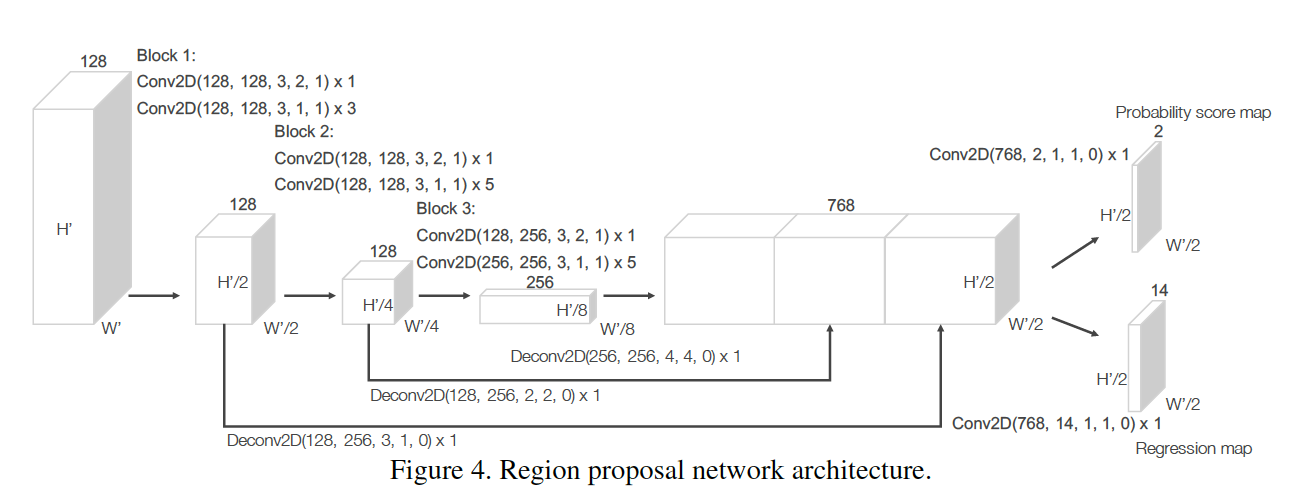 128
Block 1:
Conv2D(128, 128, 3, 2, 1) x 1
Conv2D(128, 128, 3, 1, 1) x 3
H’
W’
Block 2:
Conv2D(128, 128, 3, 2, 1) x 1
Conv2D(128, 128, 3, 1, 1) x 5
128
H’/2
W’/2
Block 3:
Conv2D(128, 256, 3, 2, 1) x 1
Conv2D(256, 256, 3, 1, 1) x 5
128
H’/4
W’/4
256
H’/8
W’/8
768
H’/2
W’/2
Probability score map
2
Conv2D(768, 2, 1, 1, 0) x 1
H’/2
W’/2
14
H’/2
W’/2
Conv2D(768, 14, 1, 1, 0) x 1
Regression map
Deconv2D(256, 256, 4, 4, 0) x 1
Deconv2D(128, 256, 2, 2, 0) x 1
Deconv2D(128, 256, 3, 1, 0) x 1
Figure 4. Region proposal network architecture.